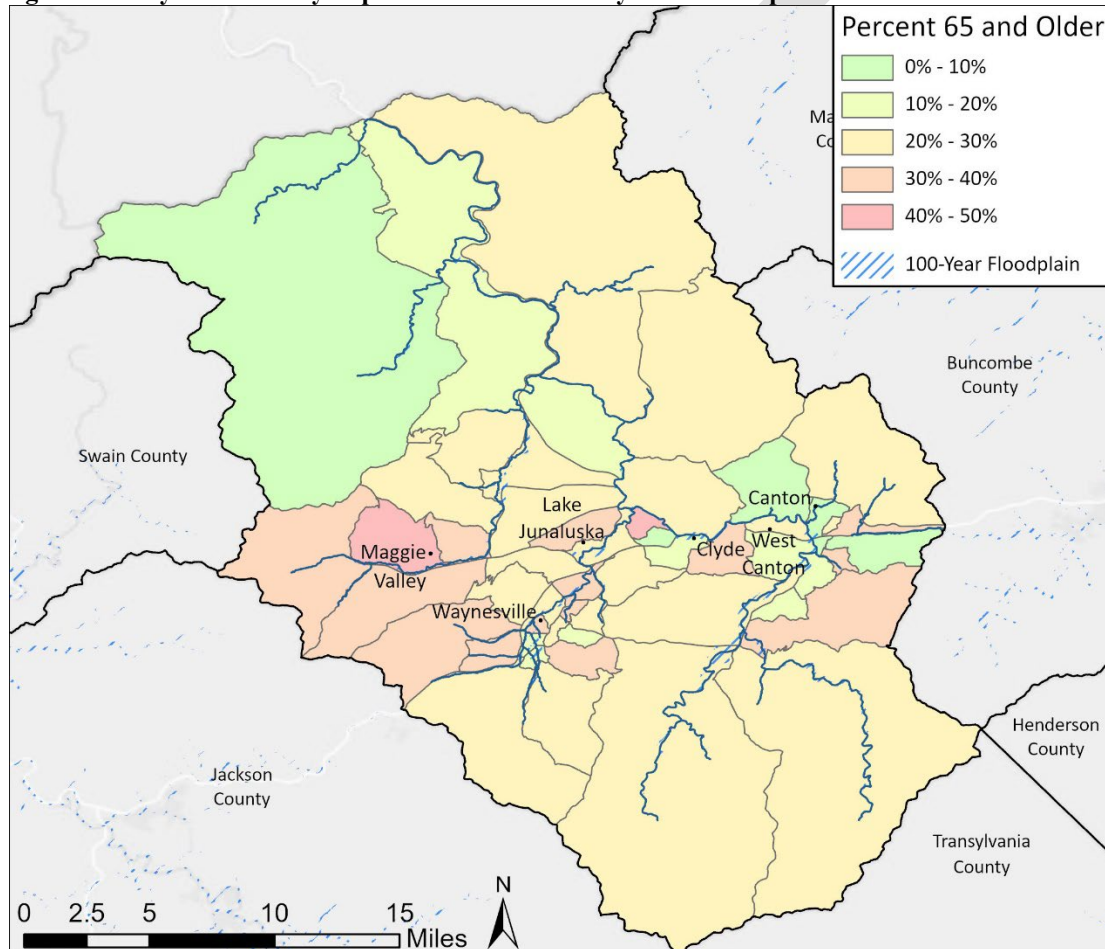 Percent 65 and Older
0% - 10%
10% - 20%
20% - 30%
30% - 40%
40% - 50%
100-Year Floodplain
Buncombe
County
Swain County
Canton
Lake
Junaluska
Clyde
West
Canton
Maggie
Valley
Waynesville
Henderson
County
Jackson
County
Transylvania
County
N
0 2.5 5 10 15
Miles